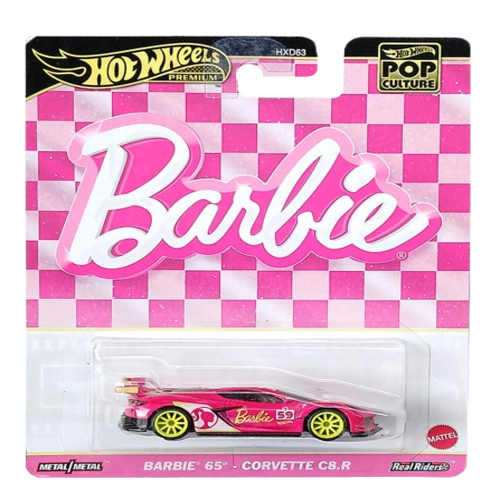 HOT WHEELS
PREMIUM™
HXD63
HOT WHEELS
POP
CULTURE
Barbie®
Barbie
59
MATTEL
METAL/METAL
BARBIE® 65® - CORVETTE C8.R
Real Riders®